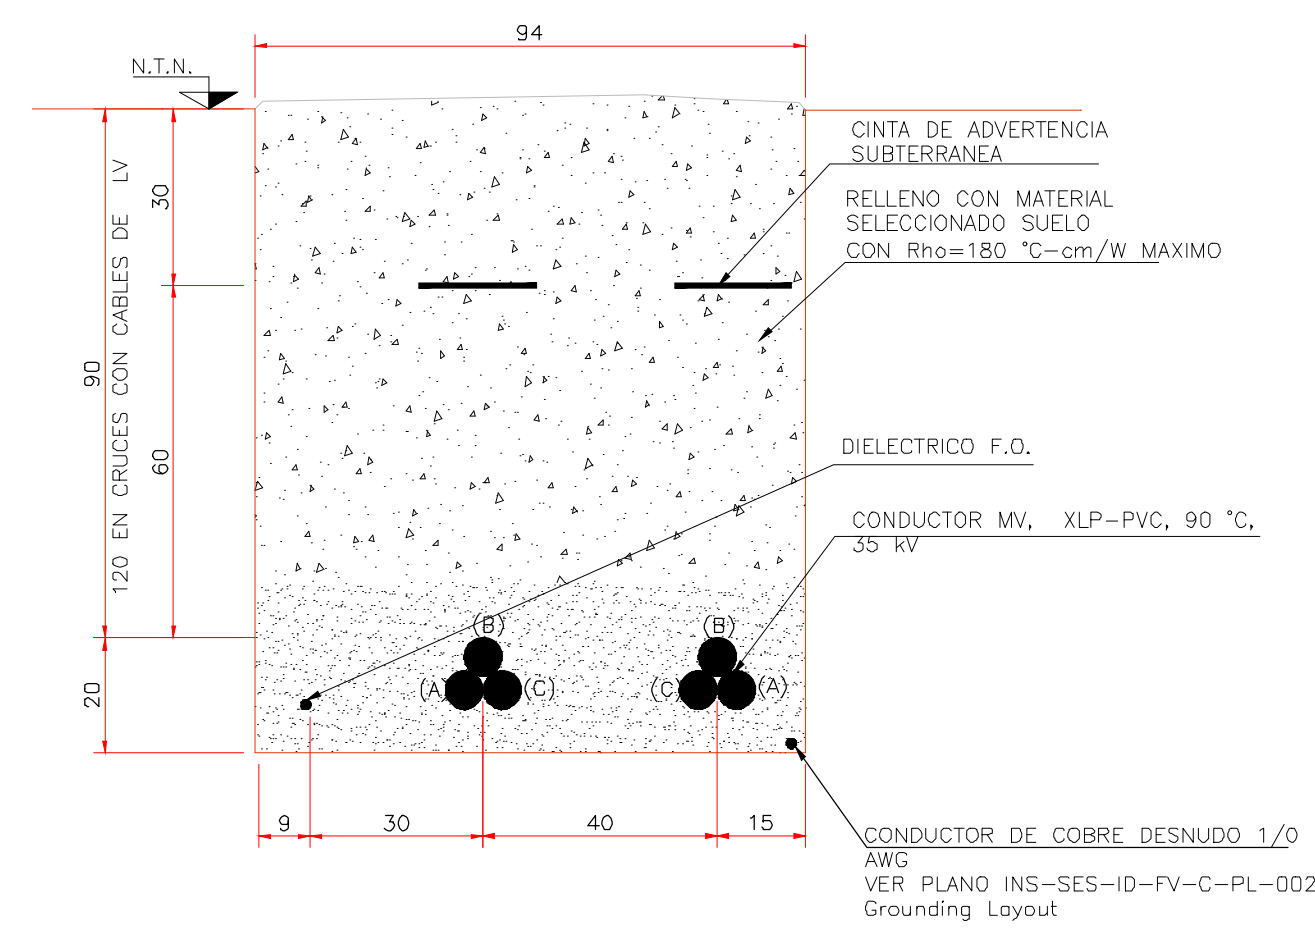 94
N.T.N.
CINTA DE ADVERTENCIA
SUBTERRANEA
RELLENO CON MATERIAL
SELECCIONADO SUELO
CON Rho=180 °C-cm/W MAXIMO
30
90
120 EN CRUCES CON CABLES DE LV
60
DIELECTRICO F.O.
CONDUCTOR MV, XLP-PVC, 90 °C,
35 kV
(B)
(B)
(A)
(C)
(C)
(A)
20
9
30
40
15
CONDUCTOR DE COBRE DESNUDO 1/0
AWG
VER PLANO INS-SES-ID-FV-C-PL-002
Grounding Layout